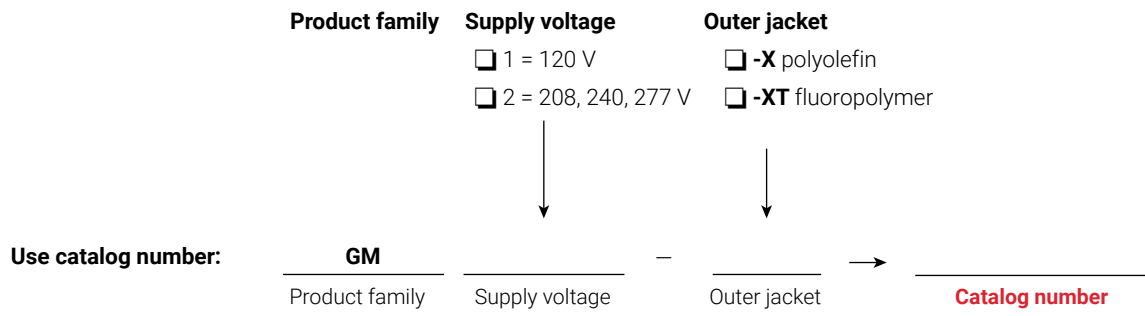 Product family Supply voltage Outer jacket
❏ 1 = 120 V ❏ -X polyolefin
❏ 2 = 208, 240, 277 V ❏ -XT fluoropolymer
Use catalog number: GM –
Product family Supply voltage Outer jacket Catalog number